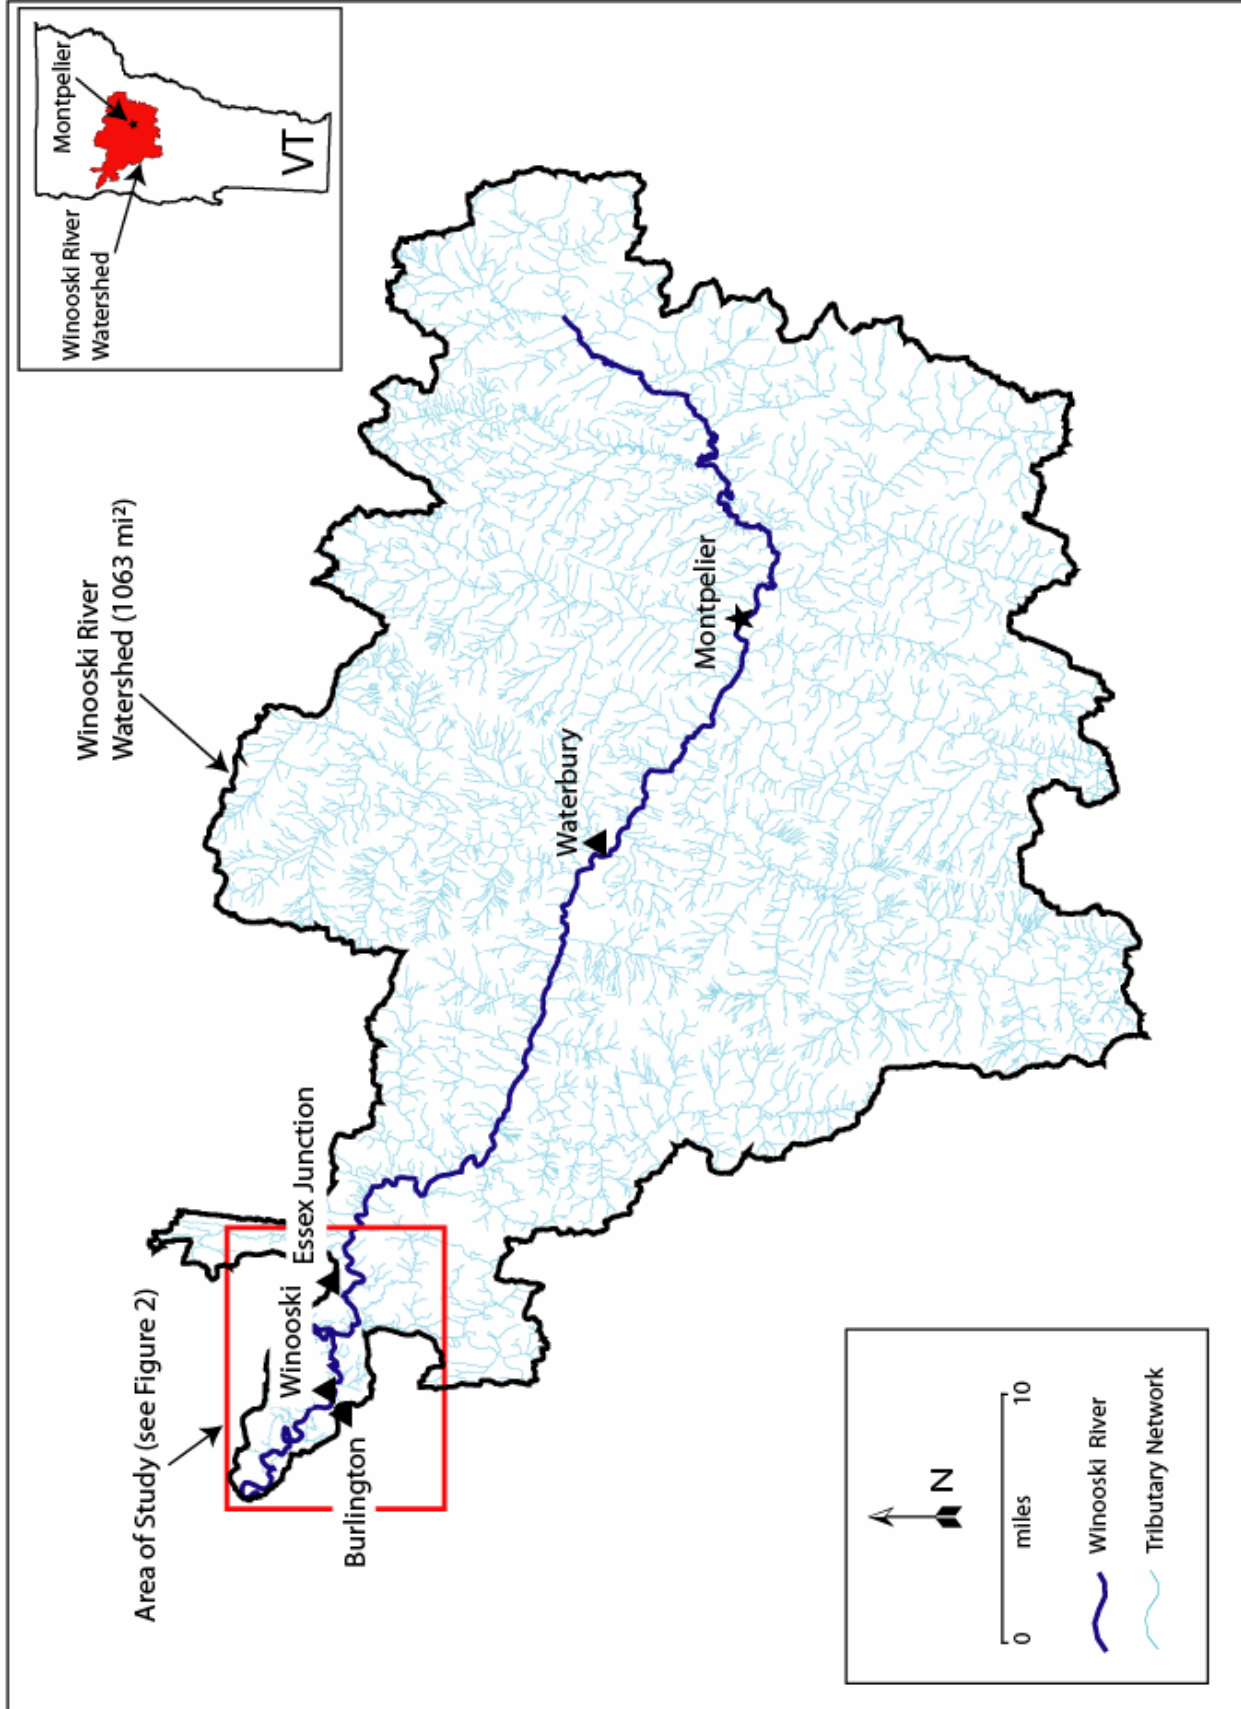 Area of Study (see Figure 2)
Winooski River
Watershed (1063 mi²)
Winooski River
Watershed
Montpelier
VT
Burlington
Winooski
Essex Junction
Waterbury
Montpelier
N
0
miles
10
Winooski River
Tributary Network